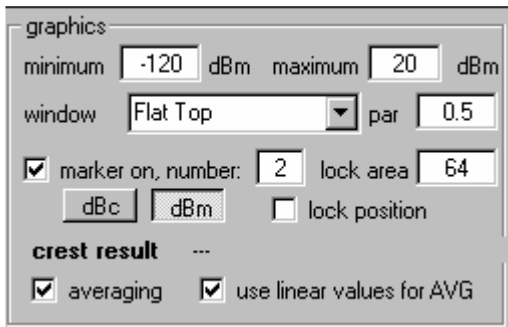 graphics
minimum -120 dBm maximum 20 dBm
window Flat Top par 0.5
marker on, number: 2 lock area 64
dBc dBm lock position
crest result ---
averaging use linear values for AVG